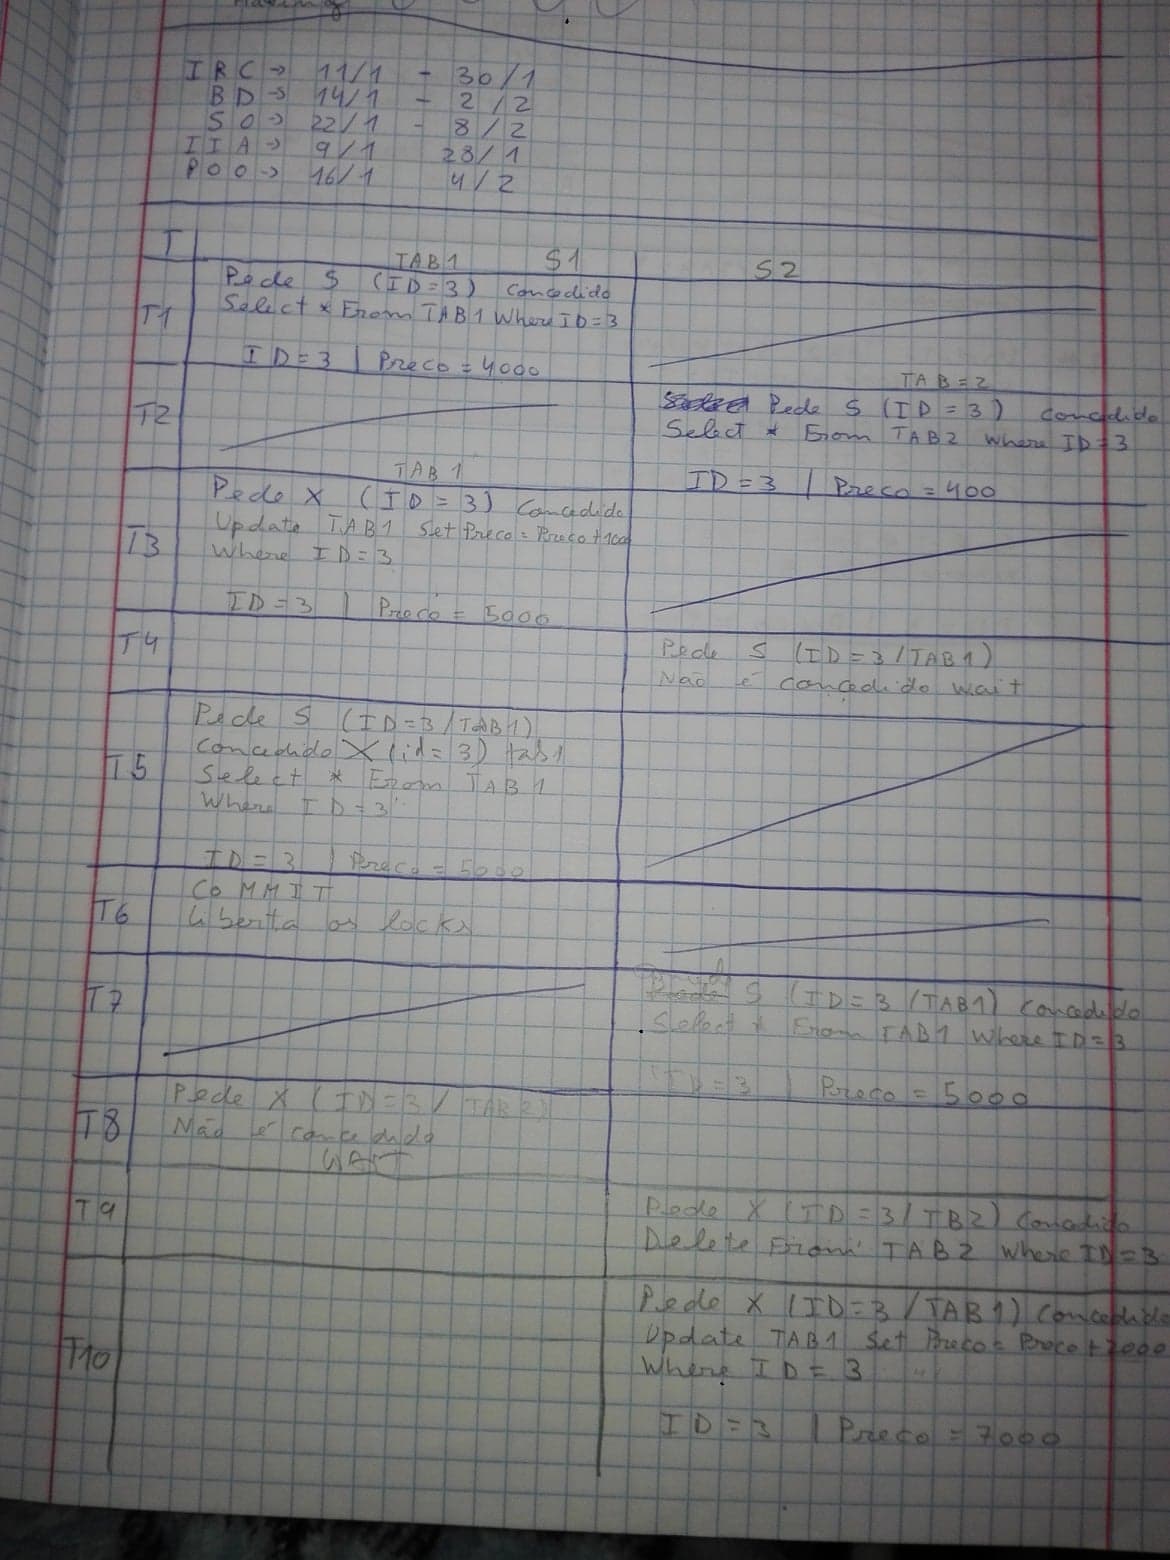 IRC -> 11/1 - 30/1
BD -> 14/1 - 2/2
SO -> 22/1 - 8/2
IIA -> 9/1 28/1
POO -> 16/1 4/2
T TAB1 S1 S2
T1
Pede S (ID=3) concedido
Select * From TAB1 Where ID=3
ID=3 | Preco = 4000
T2
TAB=2
Pede S (ID=3) concedido
Select * From TAB2 where ID=3
ID=3 | Preco = 400
T3
TAB1
Pede X (ID=3) concedido
Update TAB1 Set Preco = Preco +100
Where ID=3
ID=3 | Preco = 5000
T4
Pede S (ID=3/TAB1)
Não é concedido wait
T5
Pede S (ID=3/TAB1)
concedido X (id=3) tab1
Select * From TAB1
Where ID=3
ID=3 | Preco = 5000
T6
COMMIT
liberta os locks
T7
S (ID=3/TAB1) concedido
Select * From TAB1 Where ID=3
ID=3 | Preco = 5000
T8
Pede X (ID=3/TAB2)
Não é concedido
WAIT
T9
Pede X (ID=3/TB2) concedido
Delete From TAB2 where ID=3
T10
Pede X (ID=3/TAB1) concedido
Update TAB1 Set Preco = Preco +2000
Where ID=3
ID=3 | Preco = 7000